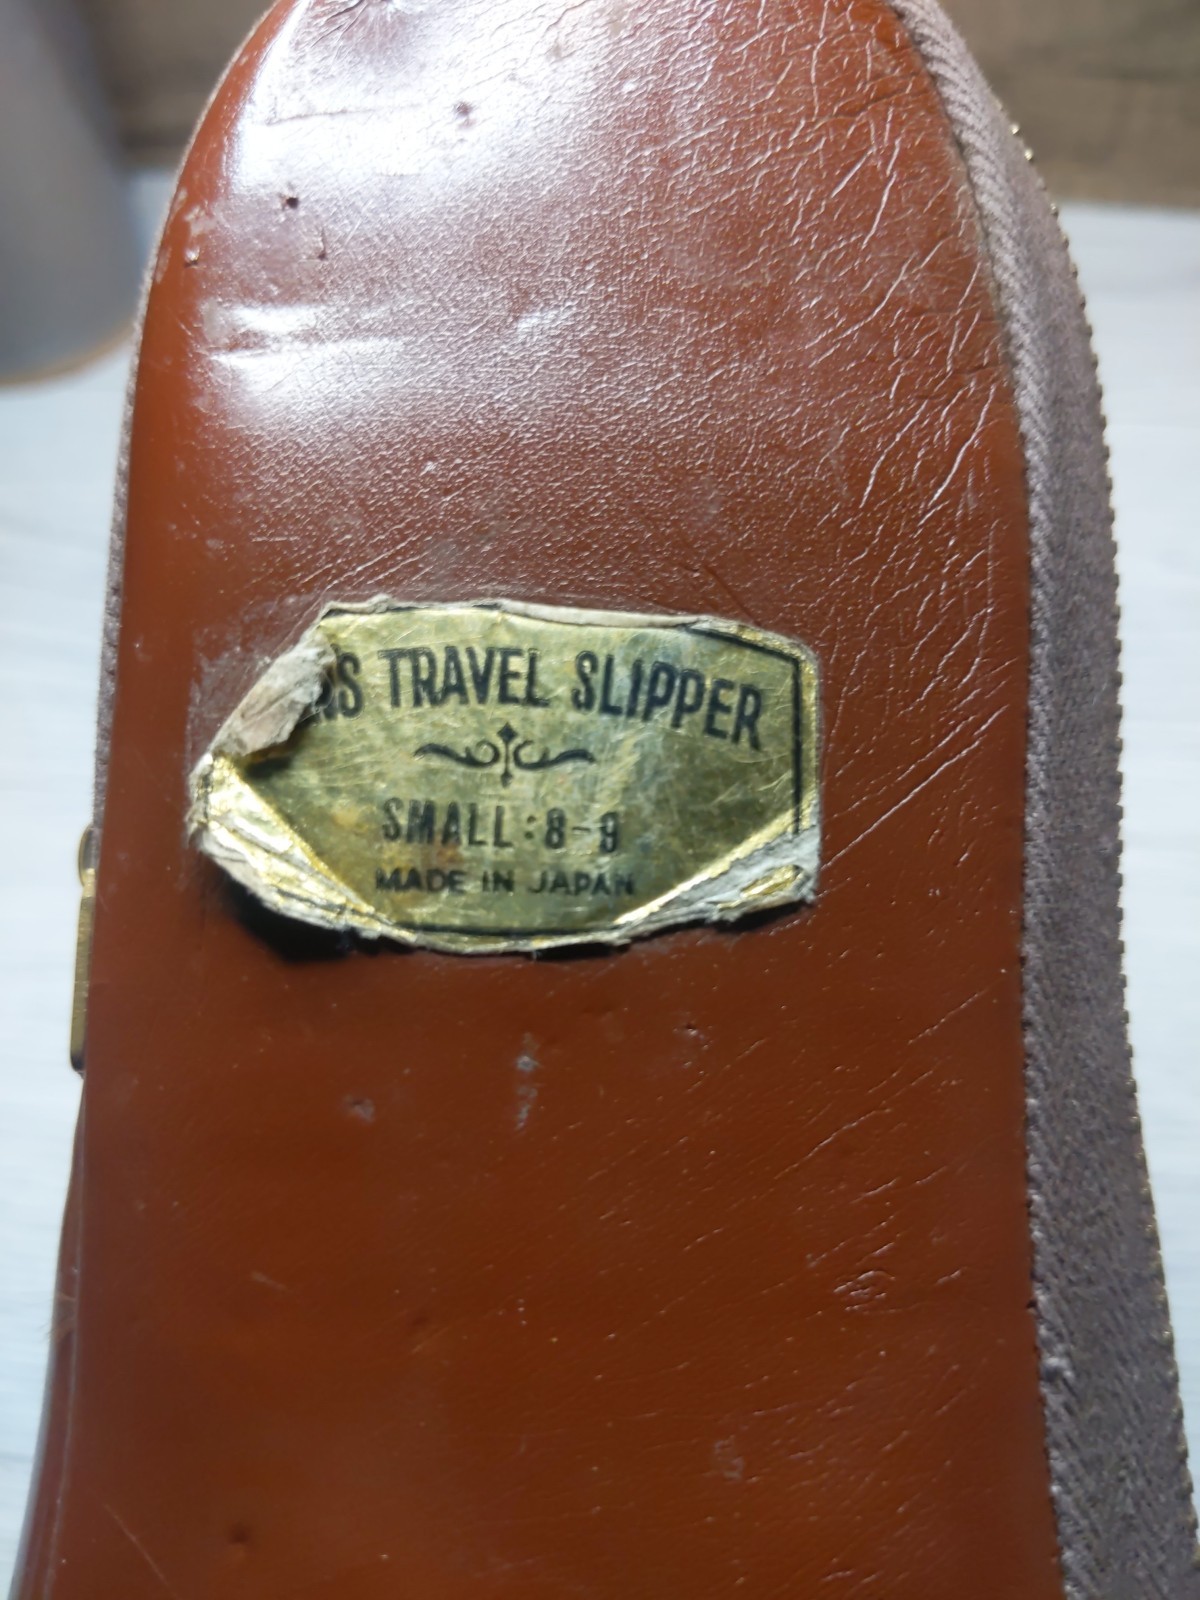 N'S TRAVEL SLIPPER
SMALL : 8-9
MADE IN JAPAN